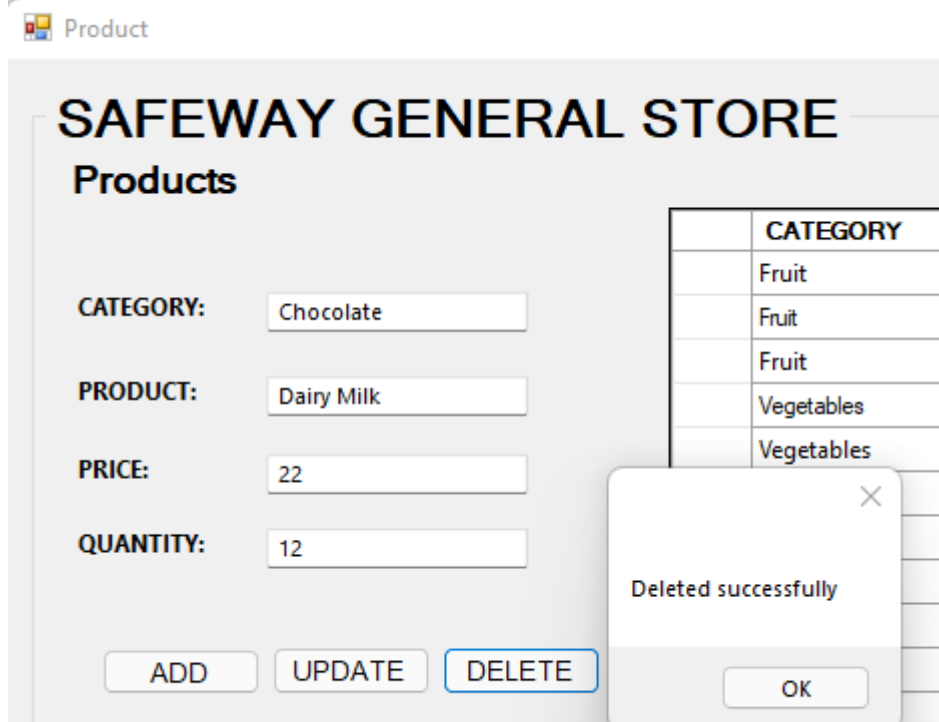 Product
SAFEWAY GENERAL STORE
Products
CATEGORY: Chocolate
PRODUCT: Dairy Milk
PRICE: 22
QUANTITY: 12
ADD UPDATE DELETE
CATEGORY
Fruit
Fruit
Fruit
Vegetables
Vegetables
Deleted successfully
OK